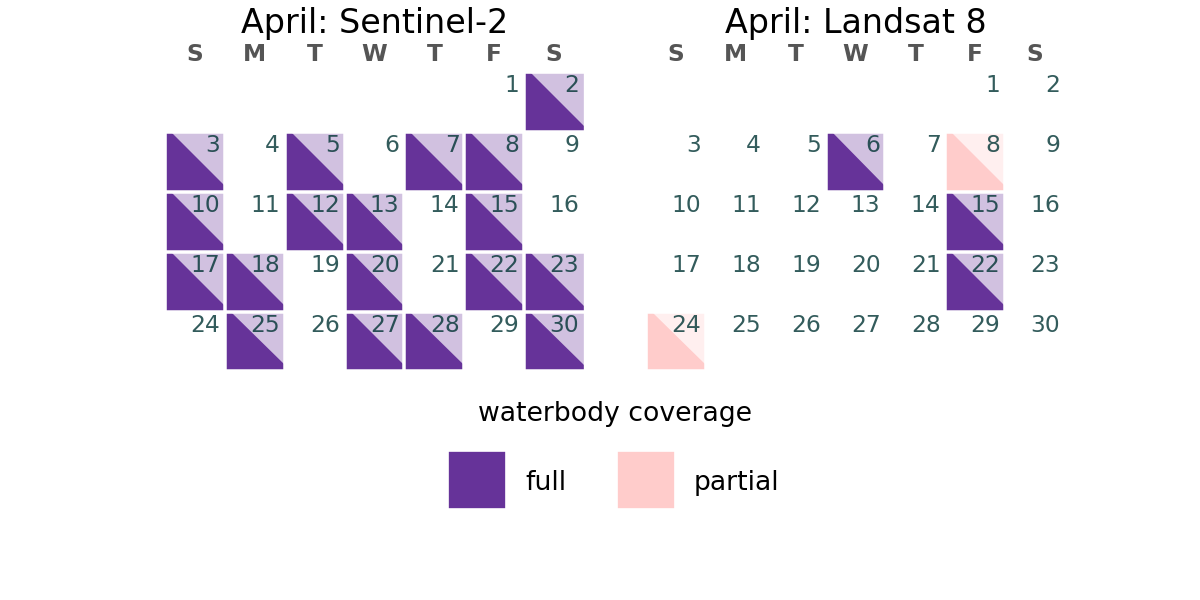 April: Sentinel-2
S M T W T F S
1 2
3 4 5 6 7 8 9
10 11 12 13 14 15 16
17 18 19 20 21 22 23
24 25 26 27 28 29 30
April: Landsat 8
S M T W T F S
1 2
3 4 5 6 7 8 9
10 11 12 13 14 15 16
17 18 19 20 21 22 23
24 25 26 27 28 29 30
waterbody coverage
full
partial